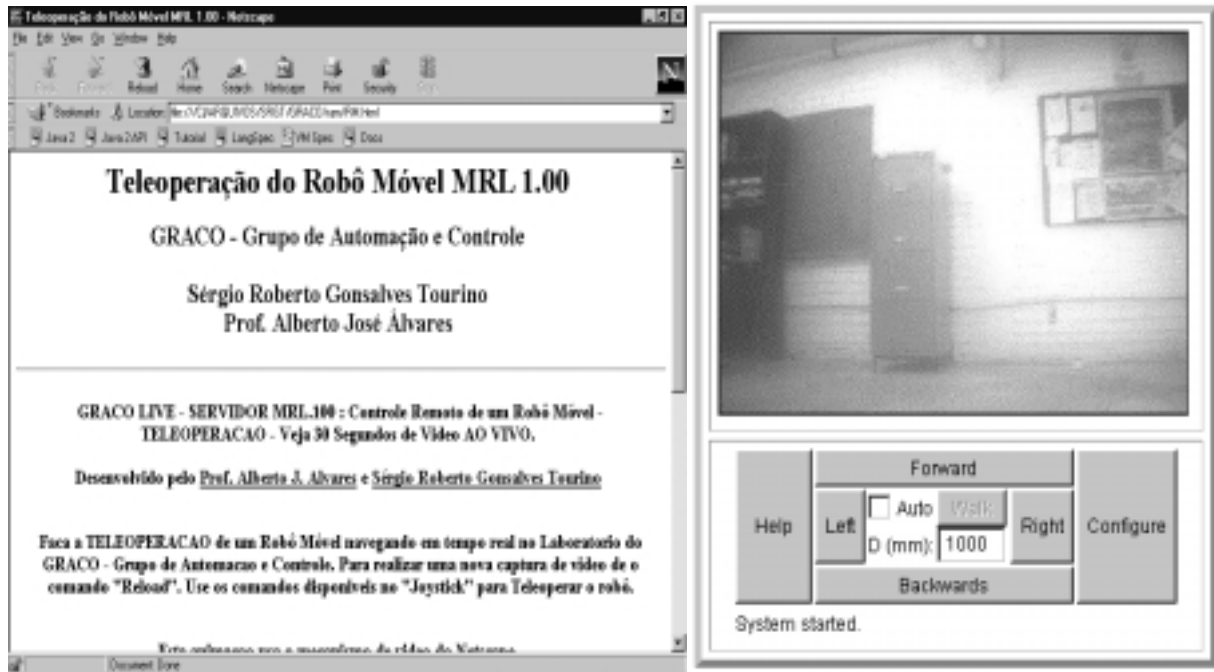 Teleoperação do Robô Móvel MRL 1.00 - Netscape
File Edit View Go Window Help
Reload Home Search Netscape Print Security
Bookmarks Location:
Java 2 Java 2 API Tutorial LangSpec VM Spec Docs
Teleoperação do Robô Móvel MRL 1.00
GRACO - Grupo de Automação e Controle
Sérgio Roberto Gonsalves Tourino
Prof. Alberto José Álvares
GRACO LIVE - SERVIDOR MRL.100 : Controle Remoto de um Robô Móvel -
TELEOPERACAO - Veja 30 Segundos de Video AO VIVO.
Desenvolvido pelo Prof. Alberto J. Alvares e Sérgio Roberto Gonsalves Tourino
Faca a TELEOPERACAO de um Robô Móvel navegando em tempo real no Laboratorio do
GRACO - Grupo de Automacao e Controle. Para realizar uma nova captura de vídeo de o
comando "Reload". Use os comandos disponíveis no "Joystick" para Teleoperar o robô.
Document: Done
N
Forward
Help Left Auto Walk Right Configure
D (mm): 1000
Backwards
System started.